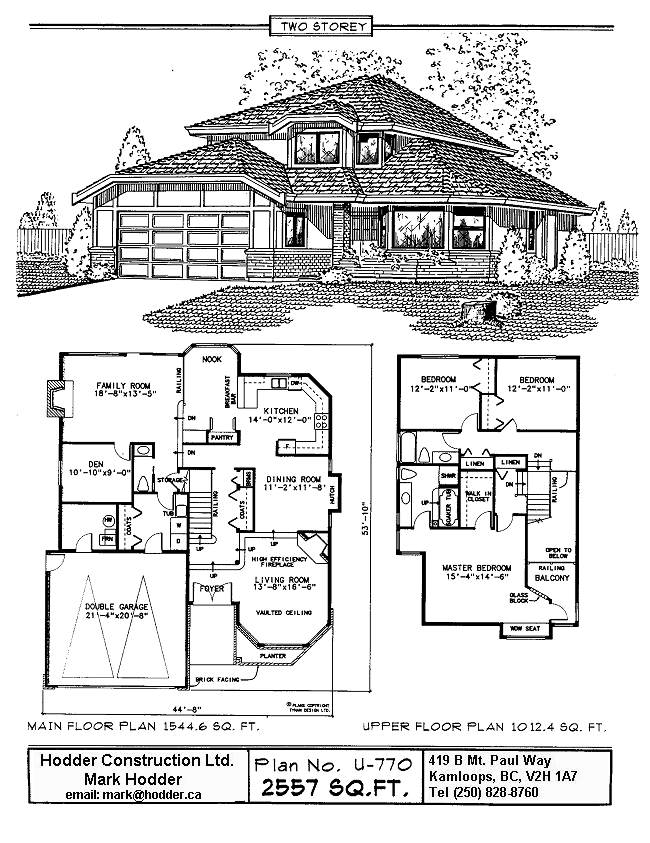 TWO STOREY
NOOK
FAMILY ROOM
18'-8"x13'-5"
RAILING
BREAKFAST
BAR
DW
KITCHEN
14'-0"x12'-0"
DN
PANTRY
F
DN
DEN
10'-10"x9'-0"
STORAGE
DINING ROOM
11'-2"x11'-8"
HUTCH
TUB
W
D
HW
FRN
COATS
RAILING
COATS
UP
UP
HIGH EFFICIENCY
FIREPLACE
UP
LIVING ROOM
13'-8"x16'-6"
VAULTED CEILING
FOYER
DOUBLE GARAGE
21'-4"x20'-8"
PLANTER
BRICK FACING
53'-10"
44'-8"
© PLANS COPYRIGHT
TYNAN DESIGN LTD.
MAIN FLOOR PLAN 1544.6 SQ. FT.
BEDROOM
12'-2"x11'-0"
BEDROOM
12'-2"x11'-0"
LINEN
LINEN
DN
SHWR
UP
SOAKER TUB
WALK IN
CLOSET
DN
RAILING
OPEN TO
BELOW
MASTER BEDROOM
15'-4"x14'-6"
RAILING
BALCONY
GLASS
BLOCK
WDW SEAT
UPPER FLOOR PLAN 1012.4 SQ. FT.
Hodder Construction Ltd.
Mark Hodder
email: mark@hodder.ca
Plan No. U-770
2557 SQ.FT.
419 B Mt. Paul Way
Kamloops, BC, V2H 1A7
Tel (250) 828-8760